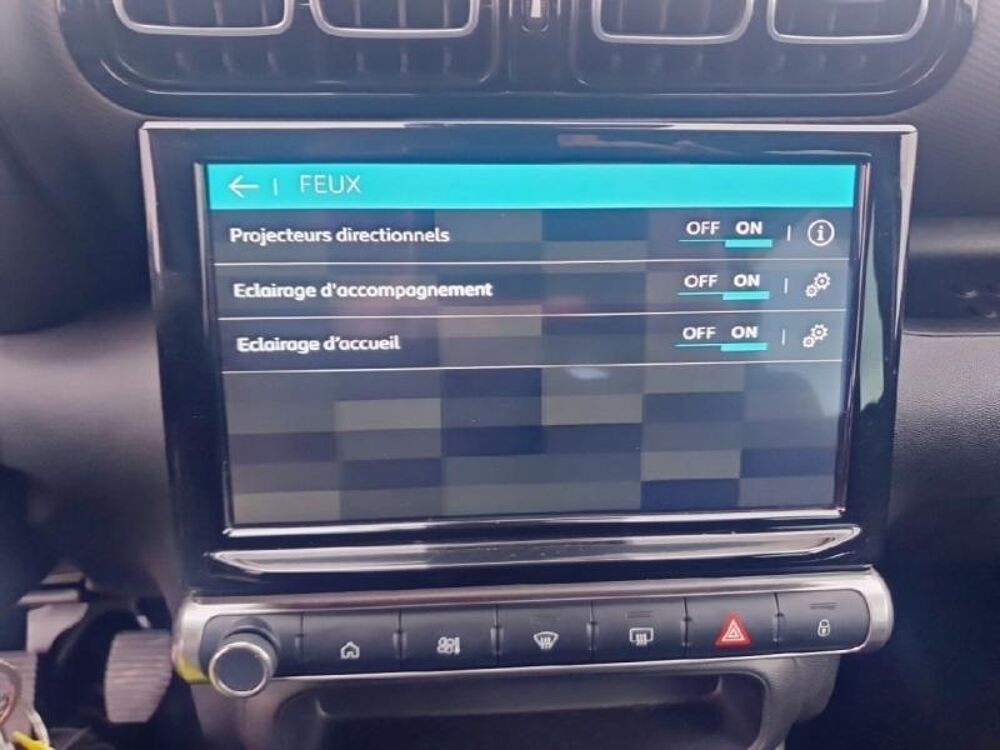 FEUX
Projecteurs directionnels OFF ON
Eclairage d'accompagnement OFF ON
Eclairage d'accueil OFF ON